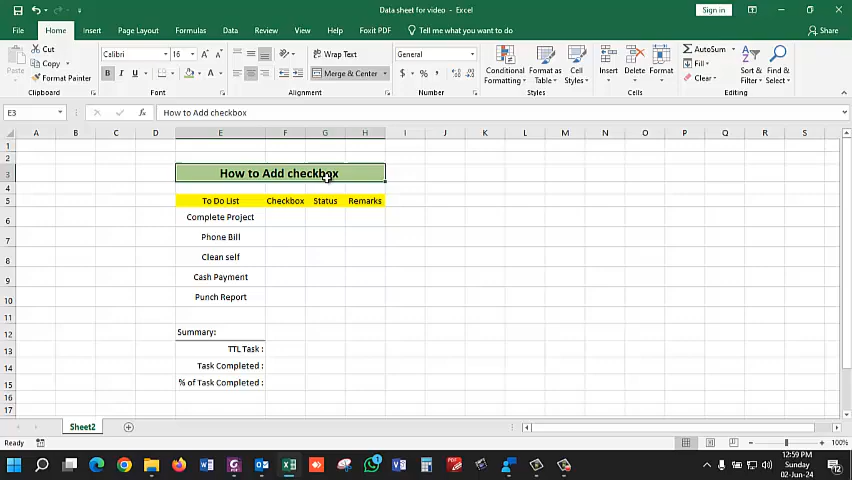 Data sheet for video - Excel
Sign in
File Home Insert Page Layout Formulas Data Review View Help Foxit PDF Tell me what you want to do Share
Paste
Cut
Copy
Format Painter
Clipboard
Calibri 16
B I U
Font
Wrap Text
Merge & Center
Alignment
General
$ % ,
Number
Conditional Formatting
Format as Table
Cell Styles
Styles
Insert
Delete
Format
Cells
AutoSum
Fill
Clear
Sort & Filter
Find & Select
Editing
E3 fx How to Add checkbox
A B C D E F G H I J K L M N O P Q R S
1
2
3 How to Add checkbox
4
5 To Do List Checkbox Status Remarks
6 Complete Project
7 Phone Bill
8 Clean self
9 Cash Payment
10 Punch Report
11
12 Summary:
13 TTL Task :
14 Task Completed :
15 % of Task Completed :
16
17
Sheet2
Ready
100%
12:59 PM
Sunday
02-Jun-24